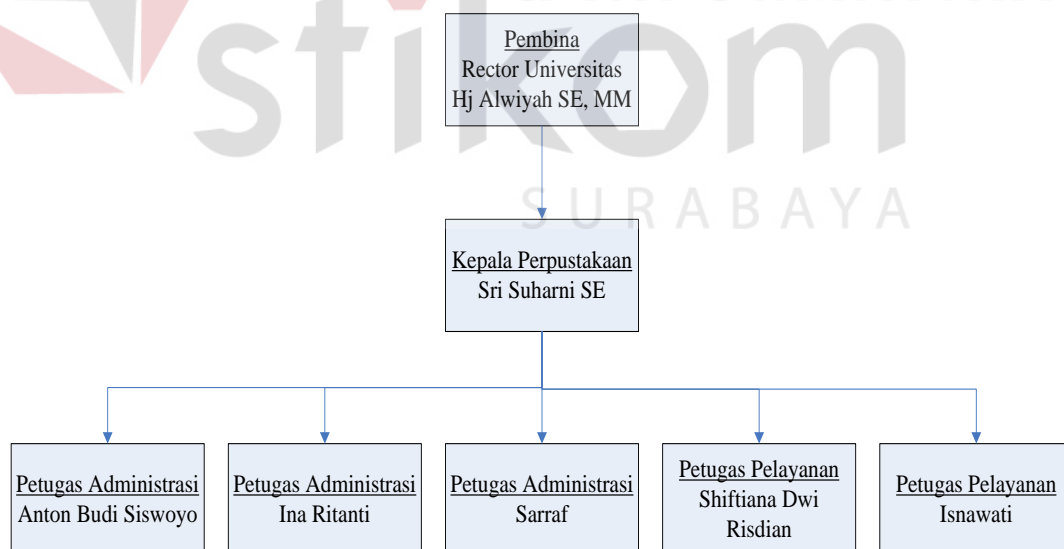 stikom
SURABAYA
Pembina
Rector Universitas
Hj Alwiyah SE, MM
Kepala Perpustakaan
Sri Suharni SE
Petugas Administrasi
Anton Budi Siswoyo
Petugas Administrasi
Ina Ritanti
Petugas Administrasi
Sarraf
Petugas Pelayanan
Shiftiana Dwi
Risdian
Petugas Pelayanan
Isnawati